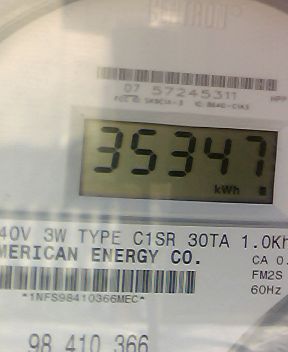 07 57245311
35347
kWh
40V 3W TYPE C1SR 30TA 1.0Kh
MERICAN ENERGY CO.
CA 0.
FM2S
60Hz
*1NFS98410366MEC*
98 410 366